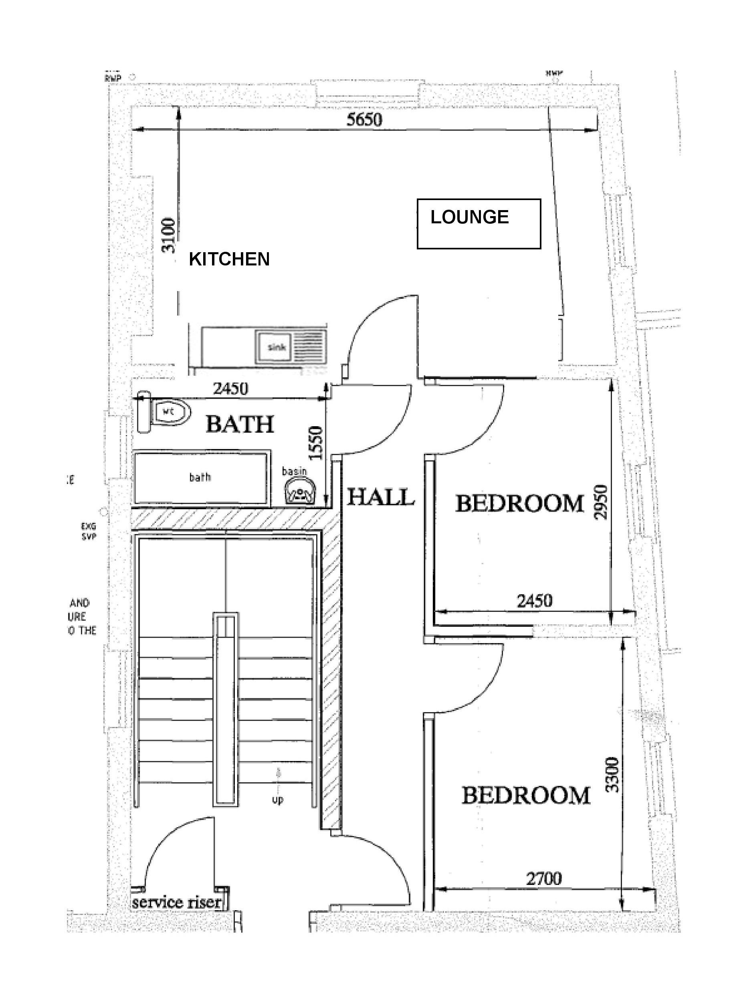 RWP
RWP
5650
LOUNGE
3100
KITCHEN
sink
2450
WC
BATH
1550
basin
bath
HALL
BEDROOM
2950
EXG
SVP
2450
AND
URE
O THE
up
BEDROOM
3300
2700
service riser